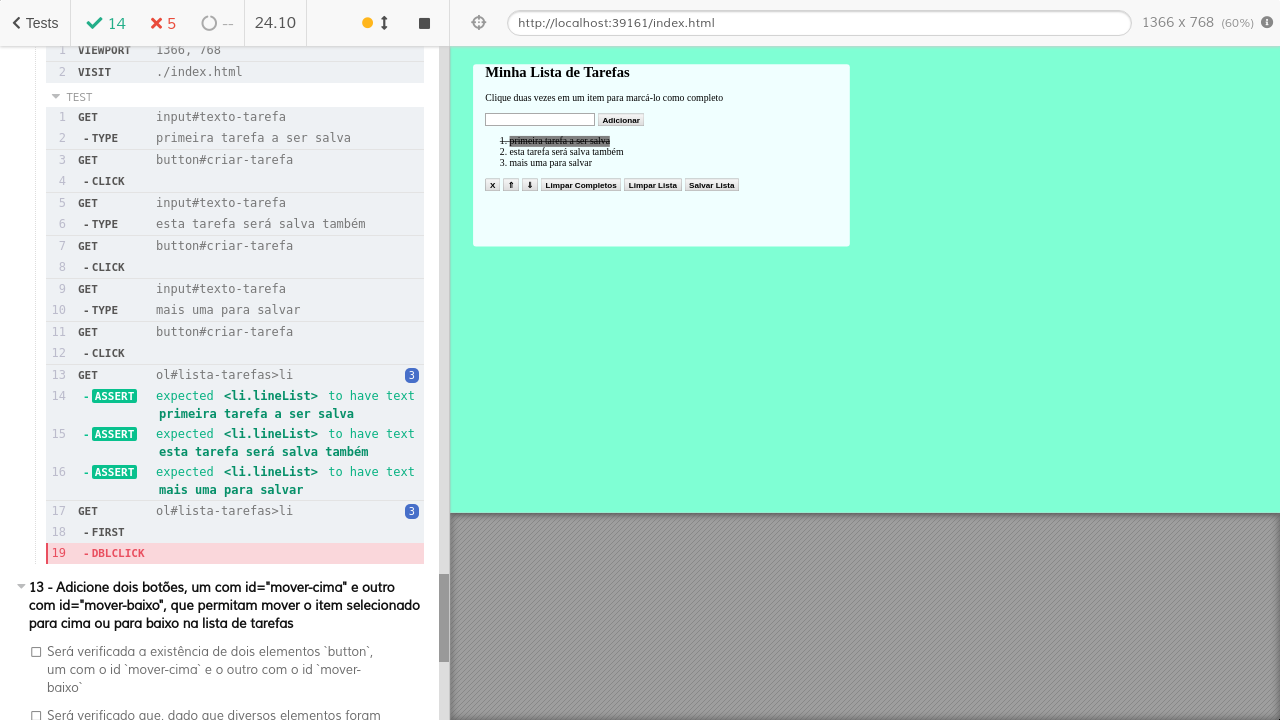 Tests 14 5 -- 24.10
1 VIEWPORT 1366, 768
2 VISIT ./index.html
TEST
1 GET input#texto-tarefa
2 - TYPE primeira tarefa a ser salva
3 GET button#criar-tarefa
4 - CLICK
5 GET input#texto-tarefa
6 - TYPE esta tarefa será salva também
7 GET button#criar-tarefa
8 - CLICK
9 GET input#texto-tarefa
10 - TYPE mais uma para salvar
11 GET button#criar-tarefa
12 - CLICK
13 GET ol#lista-tarefas>li 3
14 - ASSERT expected <li.lineList> to have text
primeira tarefa a ser salva
15 - ASSERT expected <li.lineList> to have text
esta tarefa será salva também
16 - ASSERT expected <li.lineList> to have text
mais uma para salvar
17 GET ol#lista-tarefas>li 3
18 - FIRST
19 - DBLCLICK
13 - Adicione dois botões, um com id="mover-cima" e outro
com id="mover-baixo", que permitam mover o item selecionado
para cima ou para baixo na lista de tarefas
Será verificada a existência de dois elementos `button`,
um com o id `mover-cima` e o outro com o id `mover-
baixo`
Será verificado que, dado que diversos elementos foram
http://localhost:39161/index.html 1366 x 768 (60%)
Minha Lista de Tarefas
Clique duas vezes em um item para marcá-lo como completo
Adicionar
1. primeira tarefa a ser salva
2. esta tarefa será salva também
3. mais uma para salvar
X ⇑ ⇓ Limpar Completos Limpar Lista Salvar Lista